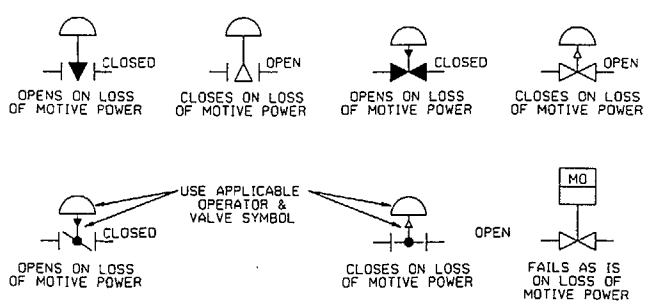 CLOSED
OPENS ON LOSS
OF MOTIVE POWER
OPEN
CLOSES ON LOSS
OF MOTIVE POWER
CLOSED
OPENS ON LOSS
OF MOTIVE POWER
OPEN
CLOSES ON LOSS
OF MOTIVE POWER
USE APPLICABLE
OPERATOR &
VALVE SYMBOL
CLOSED
OPENS ON LOSS
OF MOTIVE POWER
OPEN
CLOSES ON LOSS
OF MOTIVE POWER
MO
FAILS AS IS
ON LOSS OF
MOTIVE POWER